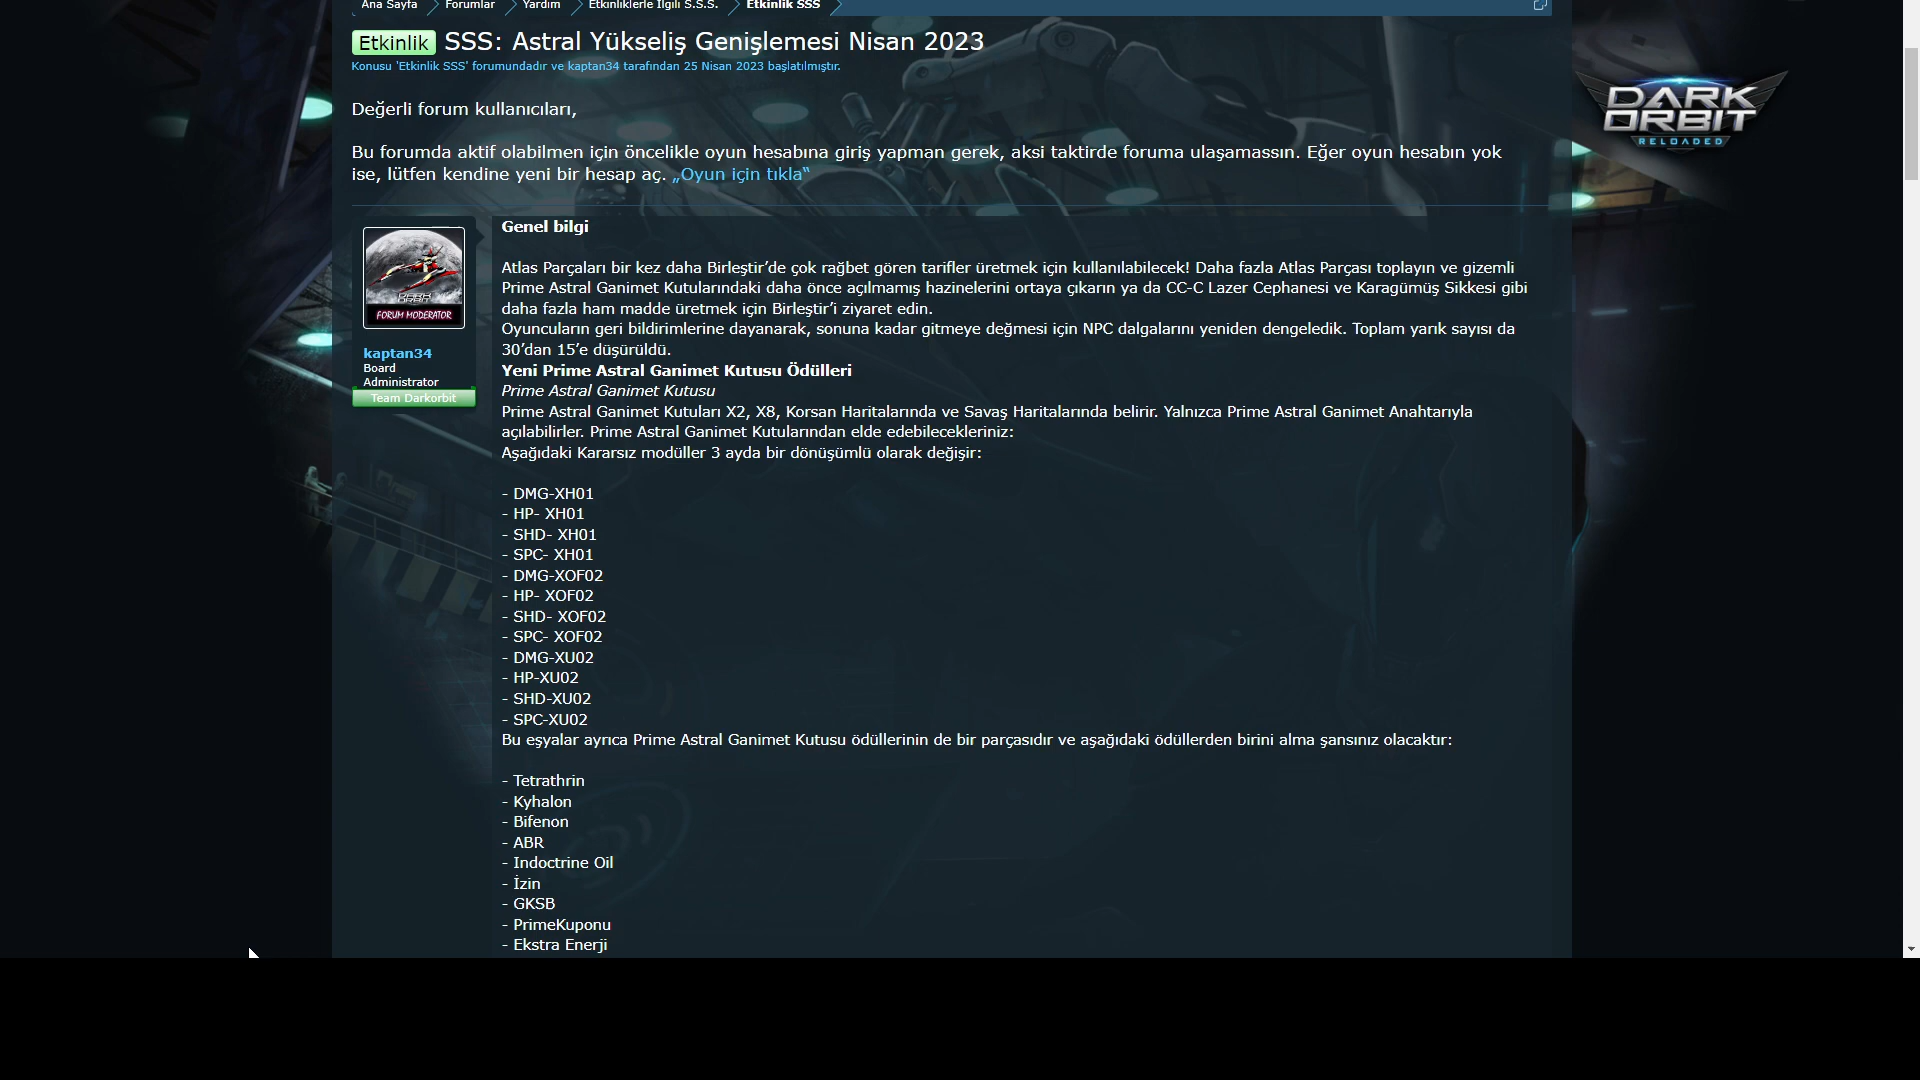 Ana Sayfa Forumlar Yardım Etkinliklerle İlgili S.S.S. Etkinlik SSS
Etkinlik SSS: Astral Yükseliş Genişlemesi Nisan 2023
Konusu 'Etkinlik SSS' forumundadır ve kaptan34 tarafından 25 Nisan 2023 başlatılmıştır.
DARK ORBIT RELOADED
Değerli forum kullanıcıları,
Bu forumda aktif olabilmen için öncelikle oyun hesabına giriş yapman gerek, aksi taktirde foruma ulaşamassın. Eğer oyun hesabın yok
ise, lütfen kendine yeni bir hesap aç. „Oyun için tıkla“
DARK ORBIT
FORUM MODERATOR
kaptan34
Board
Administrator
Team Darkorbit
Genel bilgi
Atlas Parçaları bir kez daha Birleştir’de çok rağbet gören tarifler üretmek için kullanılabilecek! Daha fazla Atlas Parçası toplayın ve gizemli
Prime Astral Ganimet Kutularındaki daha önce açılmamış hazinelerini ortaya çıkarın ya da CC-C Lazer Cephanesi ve Karagümüş Sikkesi gibi
daha fazla ham madde üretmek için Birleştir’i ziyaret edin.
Oyuncuların geri bildirimlerine dayanarak, sonuna kadar gitmeye değmesi için NPC dalgalarını yeniden dengeledik. Toplam yarık sayısı da
30’dan 15’e düşürüldü.
Yeni Prime Astral Ganimet Kutusu Ödülleri
Prime Astral Ganimet Kutusu
Prime Astral Ganimet Kutuları X2, X8, Korsan Haritalarında ve Savaş Haritalarında belirir. Yalnızca Prime Astral Ganimet Anahtarıyla
açılabilirler. Prime Astral Ganimet Kutularından elde edebilecekleriniz:
Aşağıdaki Kararsız modüller 3 ayda bir dönüşümlü olarak değişir:
- DMG-XH01
- HP- XH01
- SHD- XH01
- SPC- XH01
- DMG-XOF02
- HP- XOF02
- SHD- XOF02
- SPC- XOF02
- DMG-XU02
- HP-XU02
- SHD-XU02
- SPC-XU02
Bu eşyalar ayrıca Prime Astral Ganimet Kutusu ödüllerinin de bir parçasıdır ve aşağıdaki ödüllerden birini alma şansınız olacaktır:
- Tetrathrin
- Kyhalon
- Bifenon
- ABR
- Indoctrine Oil
- İzin
- GKSB
- PrimeKuponu
- Ekstra Enerji